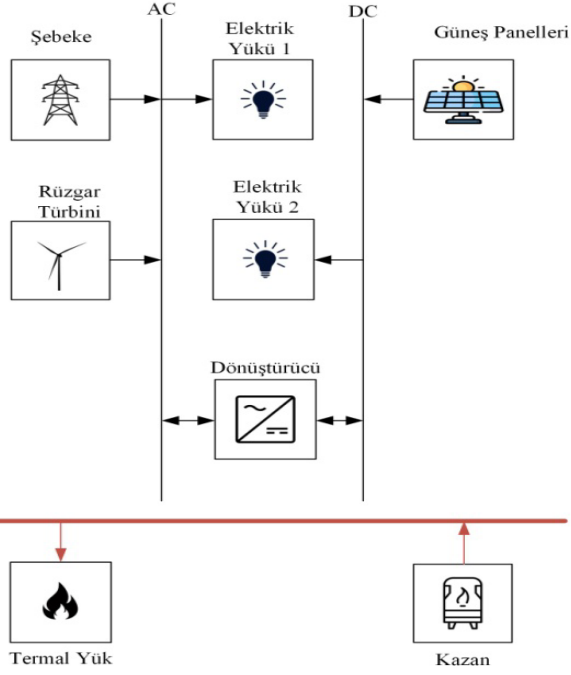 AC
DC
Şebeke
Elektrik
Yükü 1
Güneş Panelleri
Rüzgar
Türbini
Elektrik
Yükü 2
Dönüştürücü
Termal Yük
Kazan